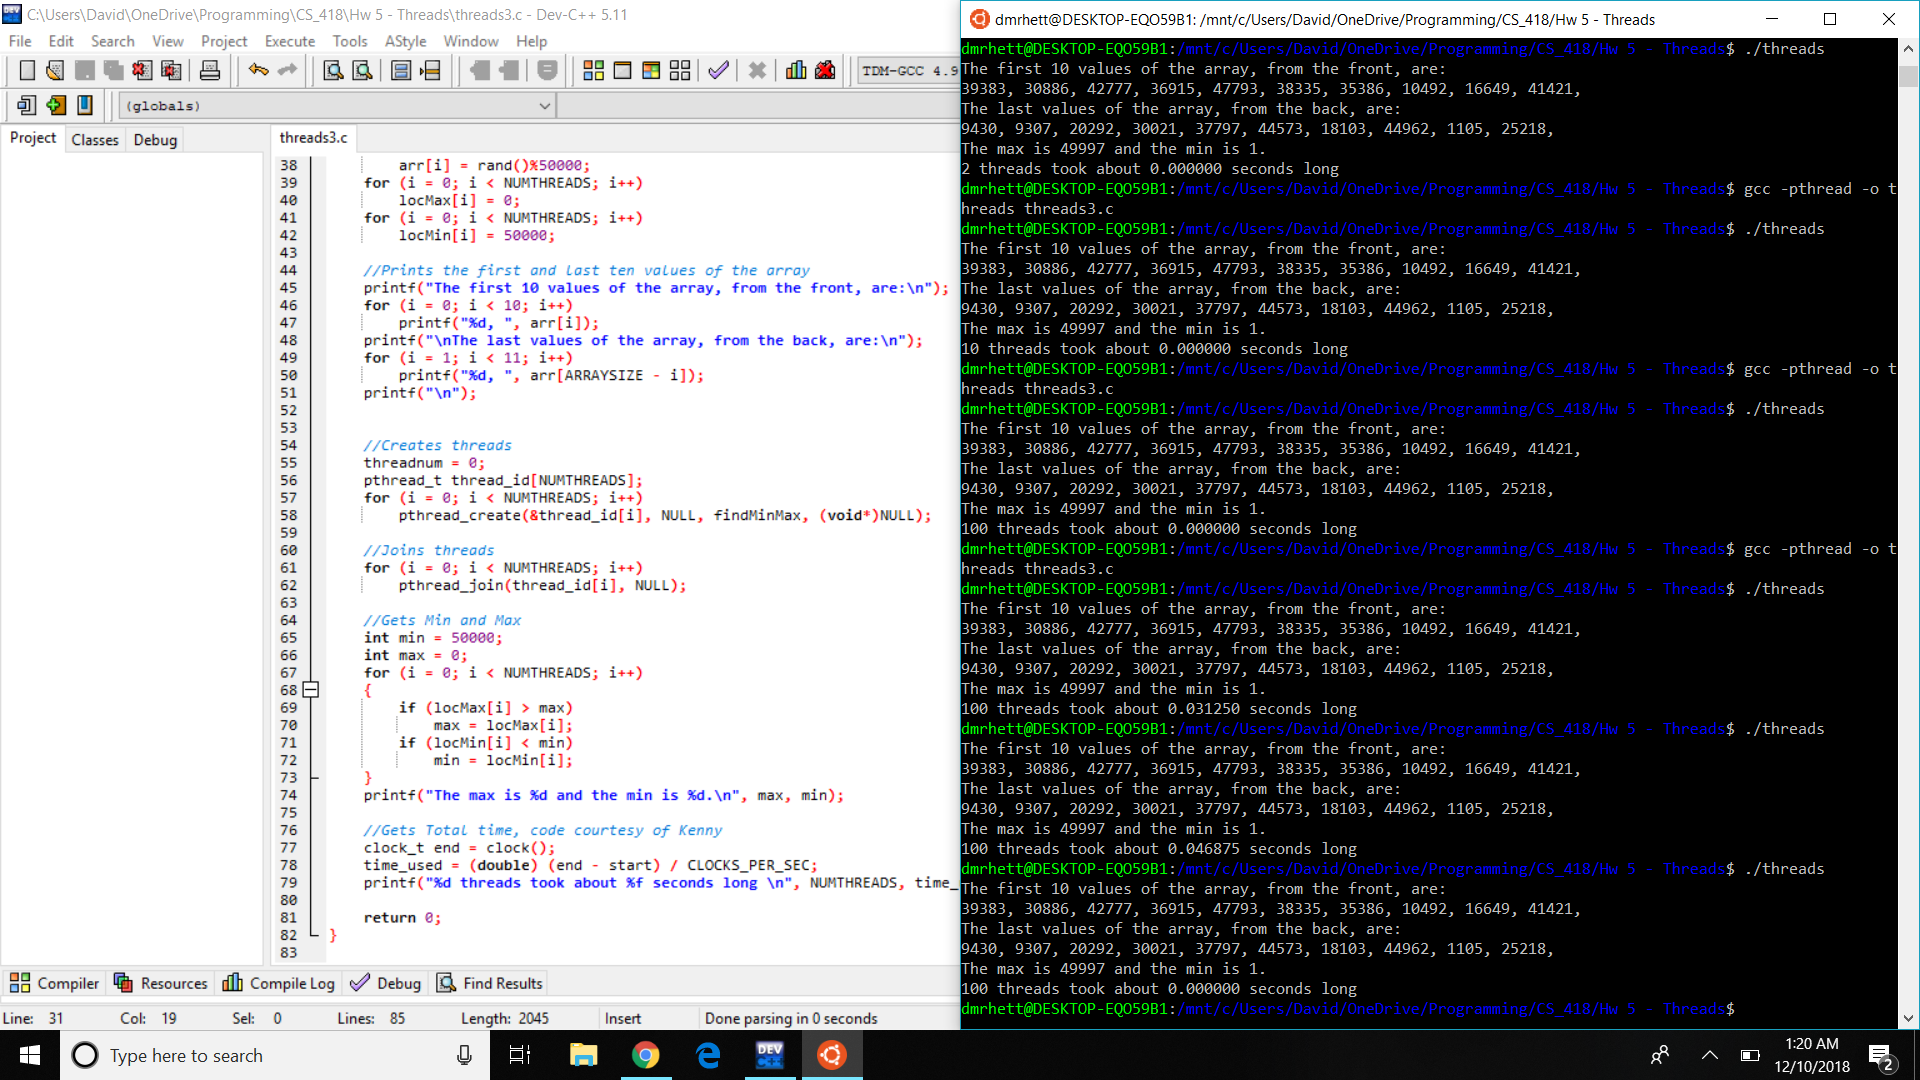 C:\Users\David\OneDrive\Programming\CS_418\Hw 5 - Threads\threads3.c - Dev-C++ 5.11
File Edit Search View Project Execute Tools AStyle Window Help
TDM-GCC 4.9
(globals)
Project Classes Debug
threads3.c
38 arr[i] = rand()%50000;
39 for (i = 0; i < NUMTHREADS; i++)
40 locMax[i] = 0;
41 for (i = 0; i < NUMTHREADS; i++)
42 locMin[i] = 50000;
43
44 //Prints the first and last ten values of the array
45 printf("The first 10 values of the array, from the front, are:\n");
46 for (i = 0; i < 10; i++)
47 printf("%d, ", arr[i]);
48 printf("\nThe last values of the array, from the back, are:\n");
49 for (i = 1; i < 11; i++)
50 printf("%d, ", arr[ARRAYSIZE - i]);
51 printf("\n");
52
53
54 //Creates threads
55 threadnum = 0;
56 pthread_t thread_id[NUMTHREADS];
57 for (i = 0; i < NUMTHREADS; i++)
58 pthread_create(&thread_id[i], NULL, findMinMax, (void*)NULL);
59
60 //Joins threads
61 for (i = 0; i < NUMTHREADS; i++)
62 pthread_join(thread_id[i], NULL);
63
64 //Gets Min and Max
65 int min = 50000;
66 int max = 0;
67 for (i = 0; i < NUMTHREADS; i++)
68 {
69 if (locMax[i] > max)
70 max = locMax[i];
71 if (locMin[i] < min)
72 min = locMin[i];
73 }
74 printf("The max is %d and the min is %d.\n", max, min);
75
76 //Gets Total time, code courtesy of Kenny
77 clock_t end = clock();
78 time_used = (double) (end - start) / CLOCKS_PER_SEC;
79 printf("%d threads took about %f seconds long \n", NUMTHREADS, time_
80
81 return 0;
82 }
83
Compiler Resources Compile Log Debug Find Results
Line: 31 Col: 19 Sel: 0 Lines: 85 Length: 2045 Insert Done parsing in 0 seconds
dmrhett@DESKTOP-EQO59B1: /mnt/c/Users/David/OneDrive/Programming/CS_418/Hw 5 - Threads
dmrhett@DESKTOP-EQO59B1:/mnt/c/Users/David/OneDrive/Programming/CS_418/Hw 5 - Threads$ ./threads
The first 10 values of the array, from the front, are:
39383, 30886, 42777, 36915, 47793, 38335, 35386, 10492, 16649, 41421,
The last values of the array, from the back, are:
9430, 9307, 20292, 30021, 37797, 44573, 18103, 44962, 1105, 25218,
The max is 49997 and the min is 1.
2 threads took about 0.000000 seconds long
dmrhett@DESKTOP-EQO59B1:/mnt/c/Users/David/OneDrive/Programming/CS_418/Hw 5 - Threads$ gcc -pthread -o t
hreads threads3.c
dmrhett@DESKTOP-EQO59B1:/mnt/c/Users/David/OneDrive/Programming/CS_418/Hw 5 - Threads$ ./threads
The first 10 values of the array, from the front, are:
39383, 30886, 42777, 36915, 47793, 38335, 35386, 10492, 16649, 41421,
The last values of the array, from the back, are:
9430, 9307, 20292, 30021, 37797, 44573, 18103, 44962, 1105, 25218,
The max is 49997 and the min is 1.
10 threads took about 0.000000 seconds long
dmrhett@DESKTOP-EQO59B1:/mnt/c/Users/David/OneDrive/Programming/CS_418/Hw 5 - Threads$ gcc -pthread -o t
hreads threads3.c
dmrhett@DESKTOP-EQO59B1:/mnt/c/Users/David/OneDrive/Programming/CS_418/Hw 5 - Threads$ ./threads
The first 10 values of the array, from the front, are:
39383, 30886, 42777, 36915, 47793, 38335, 35386, 10492, 16649, 41421,
The last values of the array, from the back, are:
9430, 9307, 20292, 30021, 37797, 44573, 18103, 44962, 1105, 25218,
The max is 49997 and the min is 1.
100 threads took about 0.000000 seconds long
dmrhett@DESKTOP-EQO59B1:/mnt/c/Users/David/OneDrive/Programming/CS_418/Hw 5 - Threads$ gcc -pthread -o t
hreads threads3.c
dmrhett@DESKTOP-EQO59B1:/mnt/c/Users/David/OneDrive/Programming/CS_418/Hw 5 - Threads$ ./threads
The first 10 values of the array, from the front, are:
39383, 30886, 42777, 36915, 47793, 38335, 35386, 10492, 16649, 41421,
The last values of the array, from the back, are:
9430, 9307, 20292, 30021, 37797, 44573, 18103, 44962, 1105, 25218,
The max is 49997 and the min is 1.
100 threads took about 0.031250 seconds long
dmrhett@DESKTOP-EQO59B1:/mnt/c/Users/David/OneDrive/Programming/CS_418/Hw 5 - Threads$ ./threads
The first 10 values of the array, from the front, are:
39383, 30886, 42777, 36915, 47793, 38335, 35386, 10492, 16649, 41421,
The last values of the array, from the back, are:
9430, 9307, 20292, 30021, 37797, 44573, 18103, 44962, 1105, 25218,
The max is 49997 and the min is 1.
100 threads took about 0.046875 seconds long
dmrhett@DESKTOP-EQO59B1:/mnt/c/Users/David/OneDrive/Programming/CS_418/Hw 5 - Threads$ ./threads
The first 10 values of the array, from the front, are:
39383, 30886, 42777, 36915, 47793, 38335, 35386, 10492, 16649, 41421,
The last values of the array, from the back, are:
9430, 9307, 20292, 30021, 37797, 44573, 18103, 44962, 1105, 25218,
The max is 49997 and the min is 1.
100 threads took about 0.000000 seconds long
dmrhett@DESKTOP-EQO59B1:/mnt/c/Users/David/OneDrive/Programming/CS_418/Hw 5 - Threads$
Type here to search
DEV
1:20 AM
12/10/2018
2